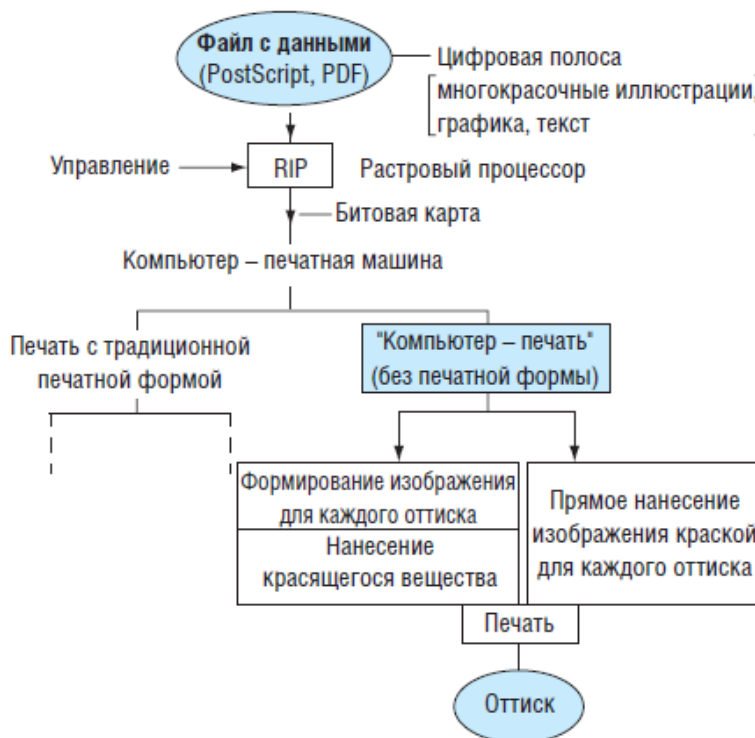 Файл с данными
(PostScript, PDF)
Цифровая полоса
многокрасочные иллюстрации,
графика, текст
Управление
RIP
Растровый процессор
Битовая карта
Компьютер – печатная машина
Печать с традиционной
печатной формой
"Компьютер – печать"
(без печатной формы)
Формирование изображения
для каждого оттиска
Нанесение
красящегося вещества
Прямое нанесение
изображения краской
для каждого оттиска
Печать
Оттиск